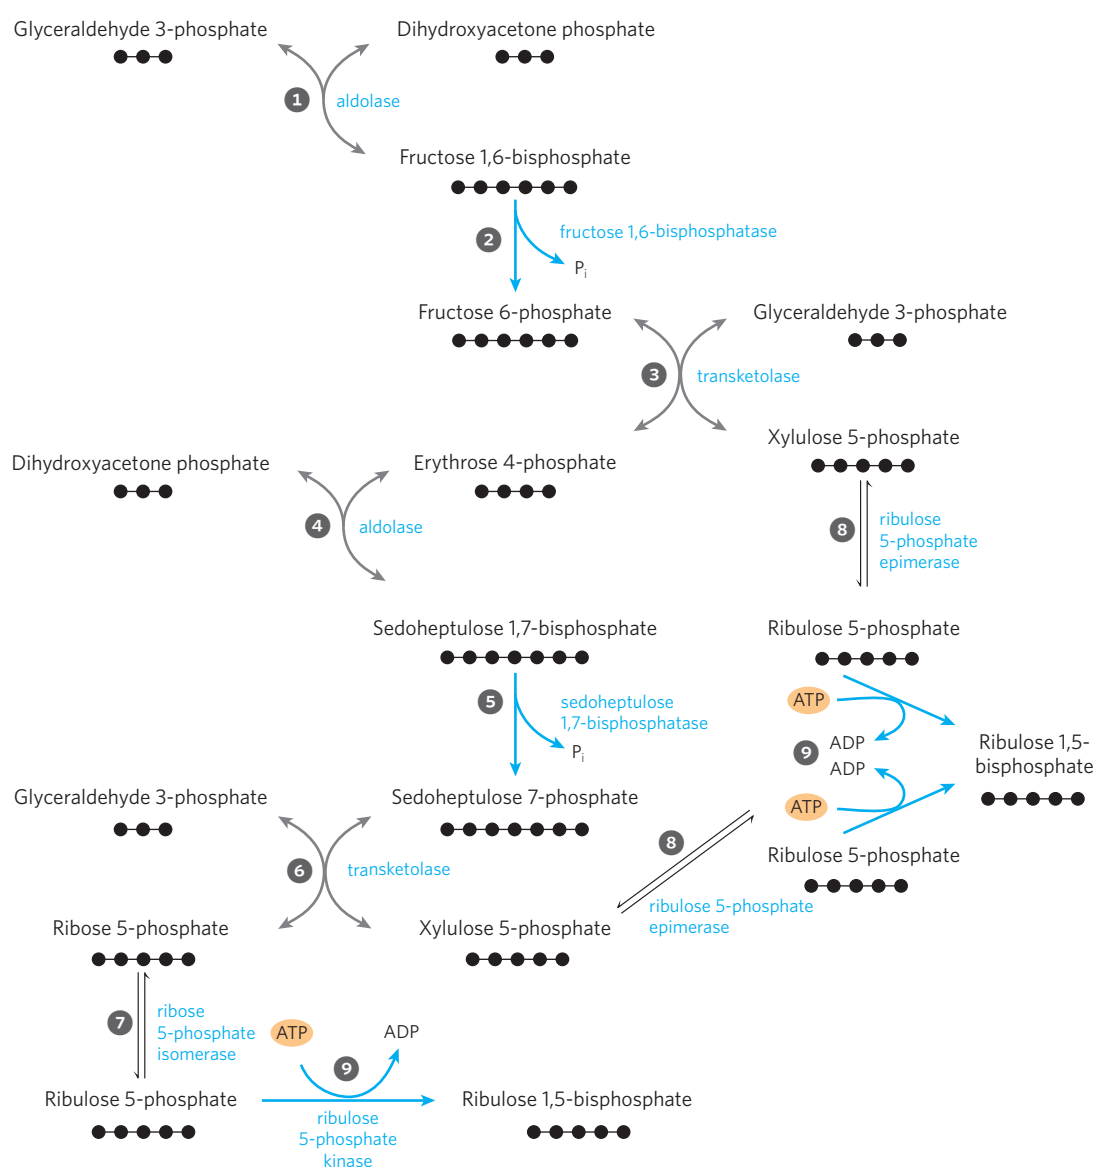 Glyceraldehyde 3-phosphate
Dihydroxyacetone phosphate
1
aldolase
Fructose 1,6-bisphosphate
2
fructose 1,6-bisphosphatase
Pi
Fructose 6-phosphate
Glyceraldehyde 3-phosphate
3
transketolase
Xylulose 5-phosphate
Dihydroxyacetone phosphate
Erythrose 4-phosphate
4
aldolase
8
ribulose
5-phosphate
epimerase
Sedoheptulose 1,7-bisphosphate
Ribulose 5-phosphate
5
sedoheptulose
1,7-bisphosphatase
Pi
ATP
9
ADP
ADP
Ribulose 1,5-
bisphosphate
ATP
Glyceraldehyde 3-phosphate
Sedoheptulose 7-phosphate
6
transketolase
8
Ribulose 5-phosphate
ribulose 5-phosphate
epimerase
Ribose 5-phosphate
Xylulose 5-phosphate
7
ribose
5-phosphate
isomerase
ATP
ADP
9
Ribulose 5-phosphate
Ribulose 1,5-bisphosphate
ribulose
5-phosphate
kinase